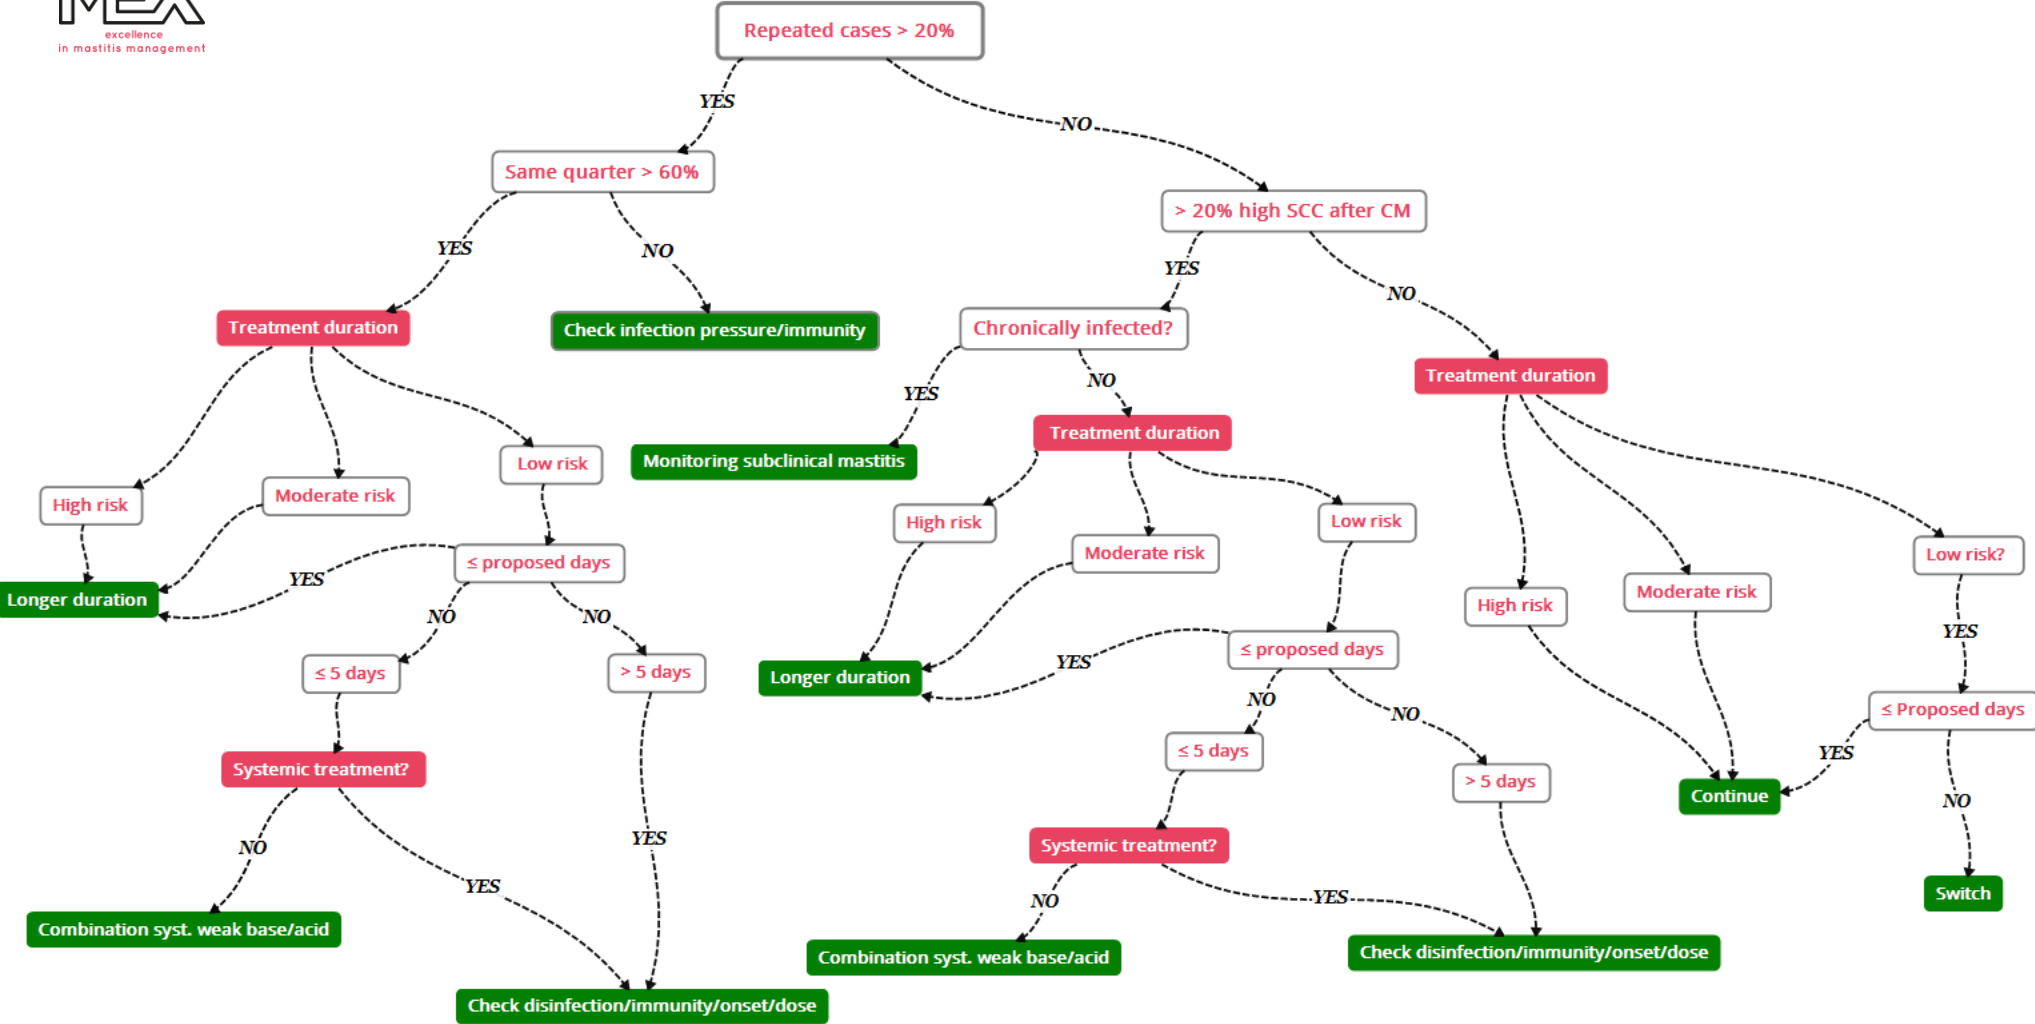 MEX
excellence
in mastitis management
Repeated cases > 20%
YES
NO
Same quarter > 60%
> 20% high SCC after CM
YES
NO
YES
NO
Treatment duration
Check infection pressure/immunity
Chronically infected?
Treatment duration
YES
NO
Monitoring subclinical mastitis
Treatment duration
High risk
Moderate risk
Low risk
High risk
Moderate risk
Low risk
High risk
Moderate risk
Low risk?
≤ proposed days
YES
Longer duration
NO
NO
≤ 5 days
> 5 days
≤ proposed days
YES
Longer duration
NO
NO
≤ 5 days
> 5 days
YES
≤ Proposed days
YES
Continue
NO
Switch
Systemic treatment?
NO
YES
YES
Combination syst. weak base/acid
Check disinfection/immunity/onset/dose
Systemic treatment?
NO
YES
Combination syst. weak base/acid
Check disinfection/immunity/onset/dose